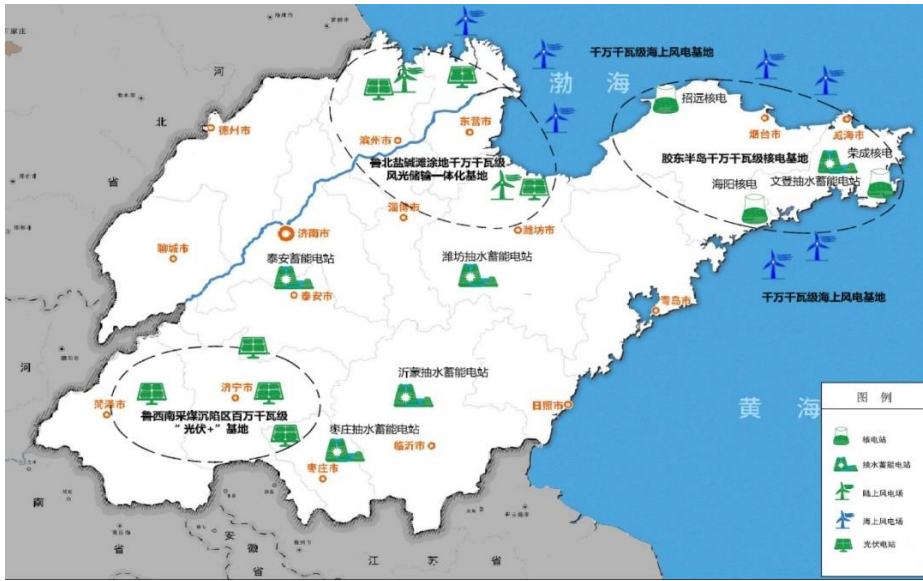 河
北
省
渤 海
千万千瓦级海上风电基地
招远核电
德州市
滨州市
东营市
烟台市
威海市
鲁北盐碱滩涂地千万千瓦级
风光储输一体化基地
胶东半岛千万千瓦级核电基地
荣成核电
文登抽水蓄能电站
海阳核电
淄博市
潍坊市
济南市
聊城市
泰安蓄能电站
潍坊抽水蓄能电站
泰安市
千万千瓦级海上风电基地
青岛市
河
南
省
菏泽市
济宁市
鲁西南采煤沉陷区百万千瓦级
“光伏+”基地
沂蒙抽水蓄能电站
日照市
黄 海
枣庄抽水蓄能电站
临沂市
枣庄市
安
徽
省
江 苏 省
图 例
核电站
抽水蓄能电站
陆上风电场
海上风电场
光伏电站